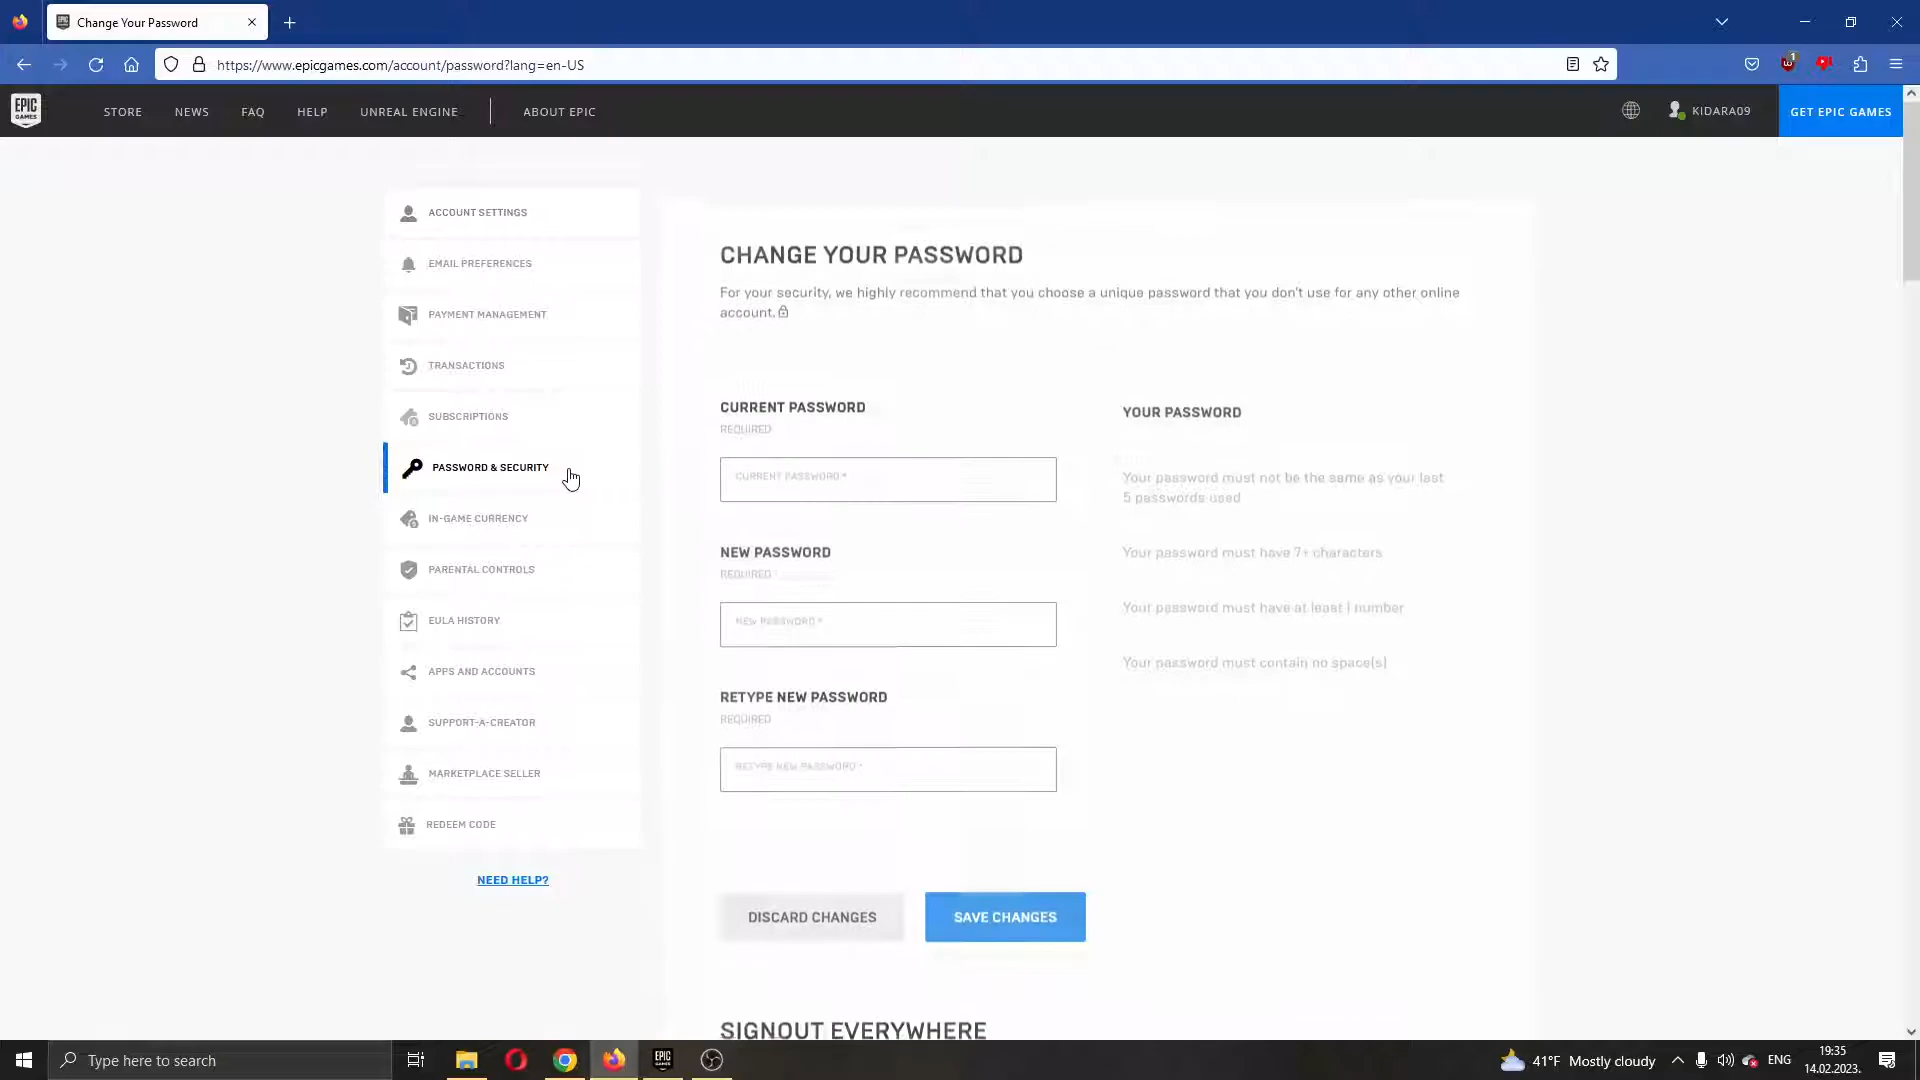 Change Your Password
https://www.epicgames.com/account/password?lang=en-US
1
EPIC GAMES
STORE
NEWS
FAQ
HELP
UNREAL ENGINE
ABOUT EPIC
KIDARA09
GET EPIC GAMES
ACCOUNT SETTINGS
EMAIL PREFERENCES
PAYMENT MANAGEMENT
TRANSACTIONS
SUBSCRIPTIONS
PASSWORD & SECURITY
IN-GAME CURRENCY
PARENTAL CONTROLS
EULA HISTORY
APPS AND ACCOUNTS
SUPPORT-A-CREATOR
MARKETPLACE SELLER
REDEEM CODE
NEED HELP?
CHANGE YOUR PASSWORD
For your security, we highly recommend that you choose a unique password that you don't use for any other online
account.
CURRENT PASSWORD
REQUIRED
CURRENT PASSWORD *
NEW PASSWORD
REQUIRED
NEW PASSWORD *
RETYPE NEW PASSWORD
REQUIRED
RETYPE NEW PASSWORD *
YOUR PASSWORD
Your password must not be the same as your last
5 passwords used
Your password must have 7+ characters
Your password must have at least 1 number
Your password must contain no space(s)
DISCARD CHANGES
SAVE CHANGES
SIGNOUT EVERYWHERE
Type here to search
EPIC GAMES
41°F Mostly cloudy
ENG
19:35
14.02.2023.